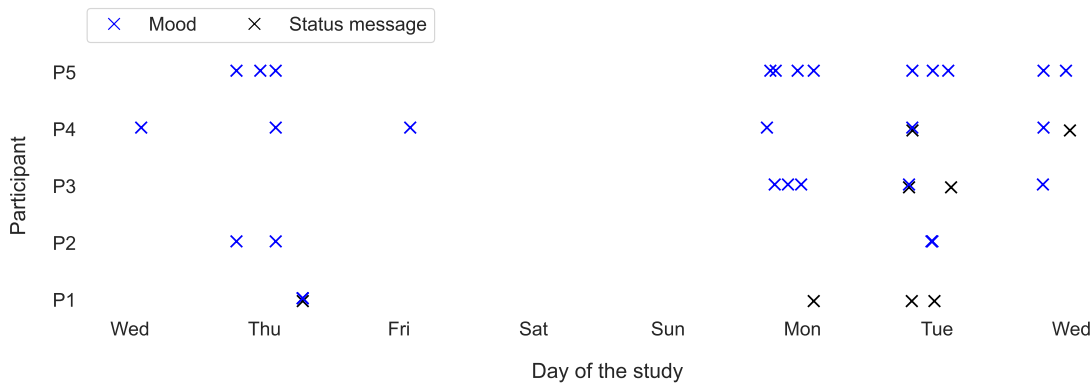 Mood Status message
P5
P4
P3
P2
P1
Participant
Wed Thu Fri Sat Sun Mon Tue Wed
Day of the study